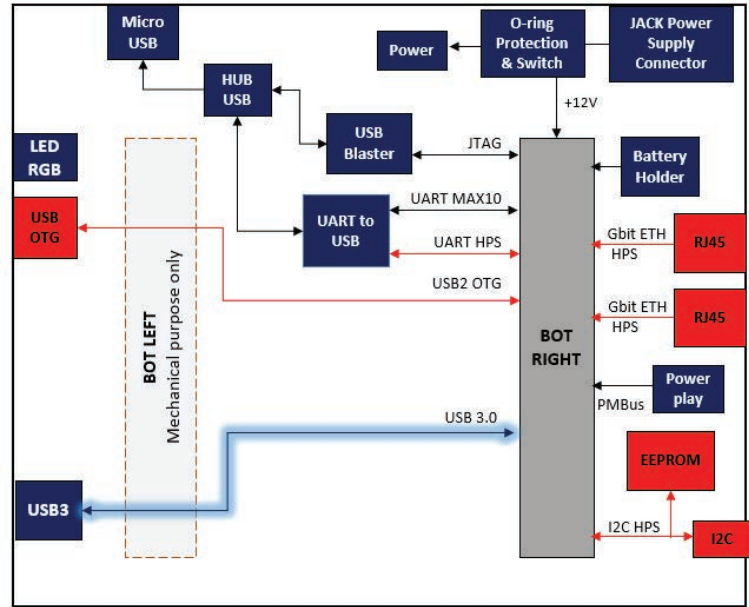 Micro
USB
HUB
USB
Power
O-ring
Protection
& Switch
JACK Power
Supply
Connector
+12V
LED
RGB
USB
OTG
USB
Blaster
JTAG
Battery
Holder
UART to
USB
UART MAX10
UART HPS
USB2 OTG
Gbit ETH
HPS
RJ45
Gbit ETH
HPS
RJ45
BOT LEFT
Mechanical purpose only
BOT
RIGHT
Power
play
PMBus
USB 3.0
EEPROM
USB3
I2C HPS
I2C